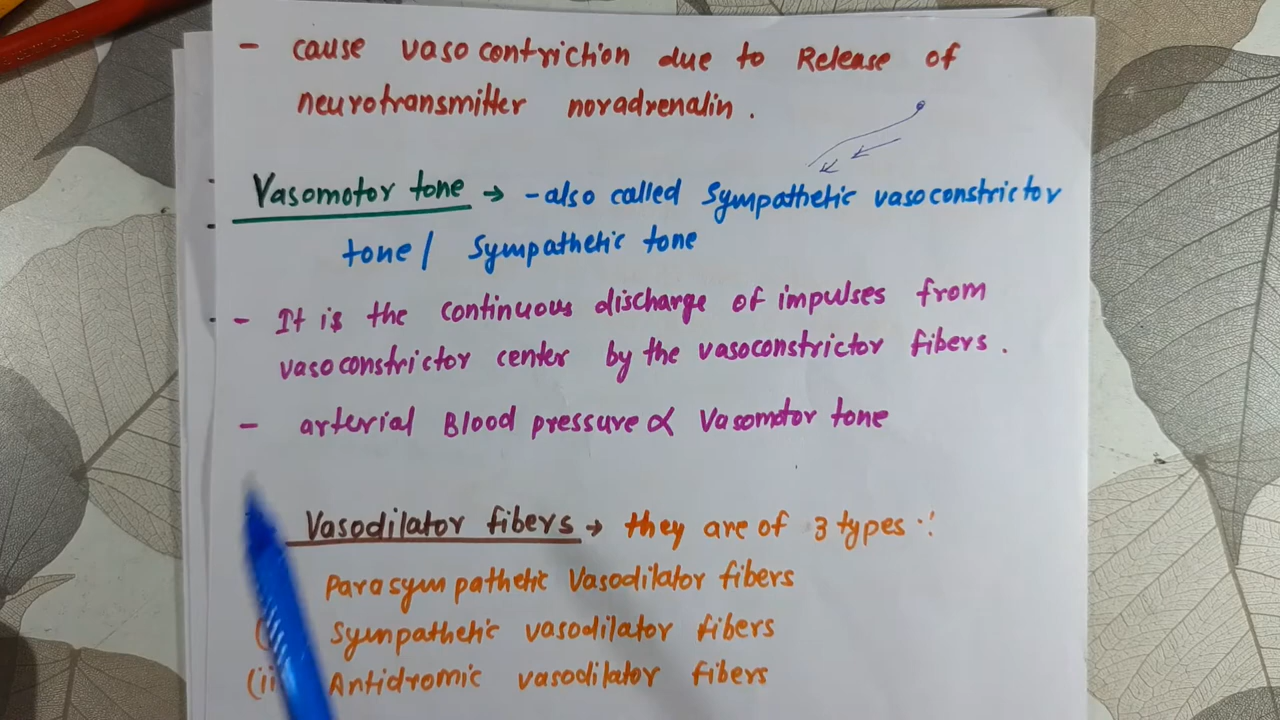 - cause vasocontriction due to Release of
neurotransmitter noradrenalin.
Vasomotor tone → - also called Sympathetic vasoconstrictor
tone / Sympathetic tone
- It is the continuous discharge of impulses from
vasoconstrictor center by the vasoconstrictor fibers.
- arterial Blood pressure ∝ Vasomotor tone
Vasodilator fibers → they are of 3 types :
Parasympathetic Vasodilator fibers
Sympathetic vasodilator fibers
Antidromic vasodilator fibers